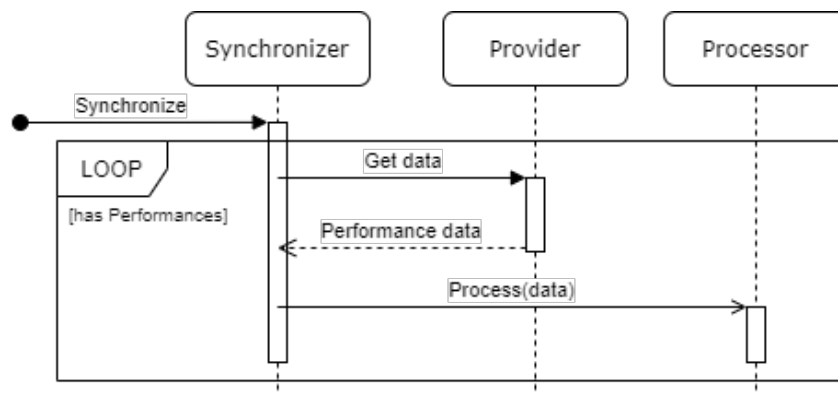 Synchronizer
Provider
Processor
Synchronize
LOOP
Get data
[has Performances]
Performance data
Process(data)